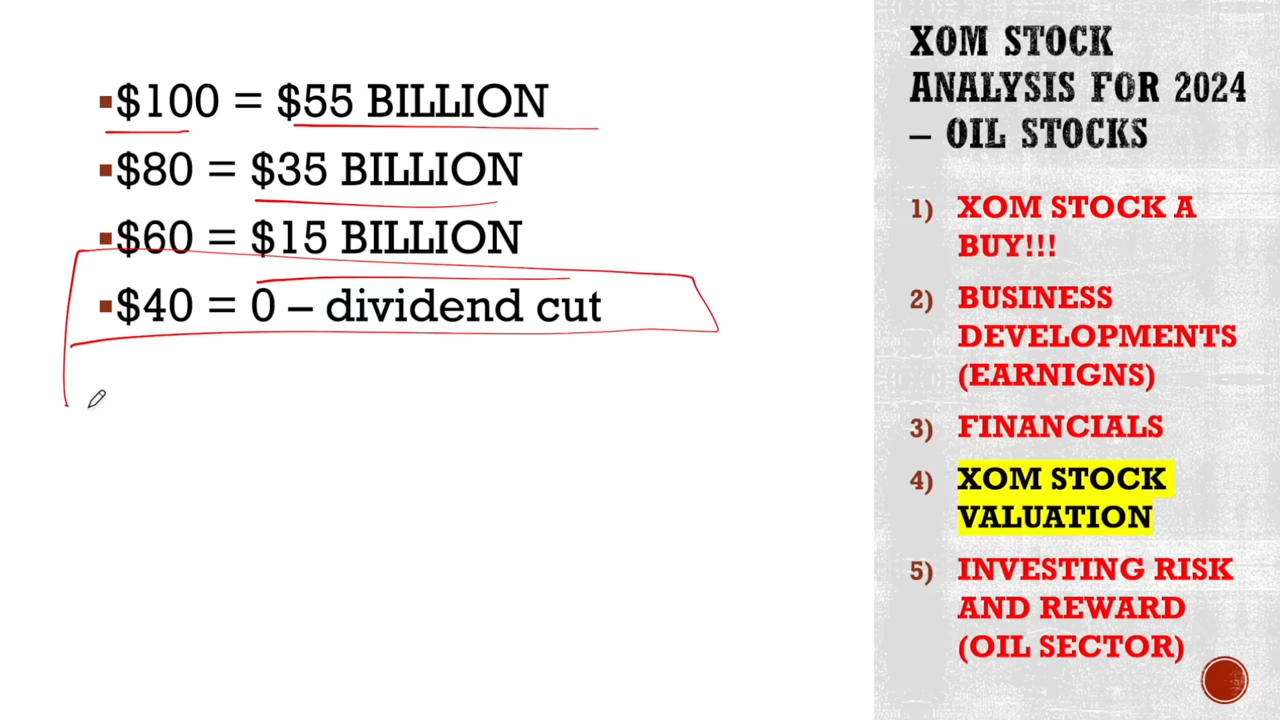 ▪$100 = $55 BILLION
▪$80 = $35 BILLION
▪$60 = $15 BILLION
▪$40 = 0 – dividend cut
XOM STOCK
ANALYSIS FOR 2024
– OIL STOCKS
1) XOM STOCK A
BUY!!!
2) BUSINESS
DEVELOPMENTS
(EARNIGNS)
3) FINANCIALS
4) XOM STOCK
VALUATION
5) INVESTING RISK
AND REWARD
(OIL SECTOR)